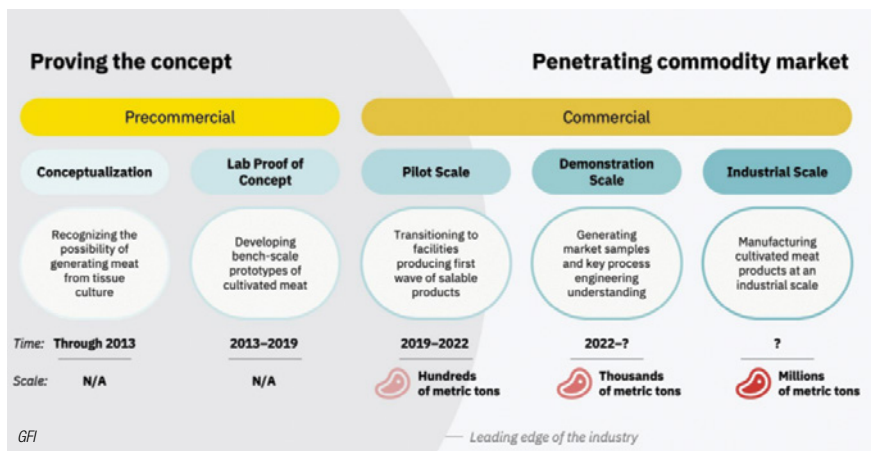 Proving the concept
Penetrating commodity market
Precommercial
Commercial
Conceptualization
Lab Proof of
Concept
Pilot Scale
Demonstration
Scale
Industrial Scale
Recognizing the
possibility of
generating meat
from tissue
culture
Developing
bench-scale
prototypes of
cultivated meat
Transitioning to
facilities
producing first
wave of salable
products
Generating
market samples
and key process
engineering
understanding
Manufacturing
cultivated meat
products at an
industrial scale
Time: Through 2013
2013–2019
2019–2022
2022–?
?
Scale: N/A
N/A
Hundreds
of metric tons
Thousands
of metric tons
Millions
of metric tons
GFI
Leading edge of the industry